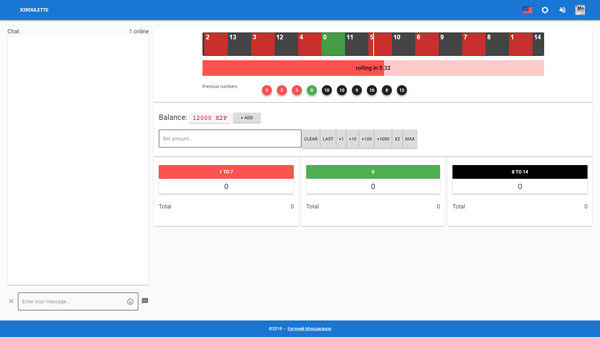 X2ROULETTE
Chat
1 online
2 13 3 12 4 0 11 5 10 6 9 7 8 1 14
rolling in 5.32
Previous numbers
5 5 5 0 10 10 9 10 8 12
Balance: 12000 X2P + ADD
Bet amount... CLEAR LAST +1 +10 +100 +1000 X2 MAX
1 TO 7 0 8 TO 14
0 0 0
Total 0 Total 0 Total 0
Enter your message...